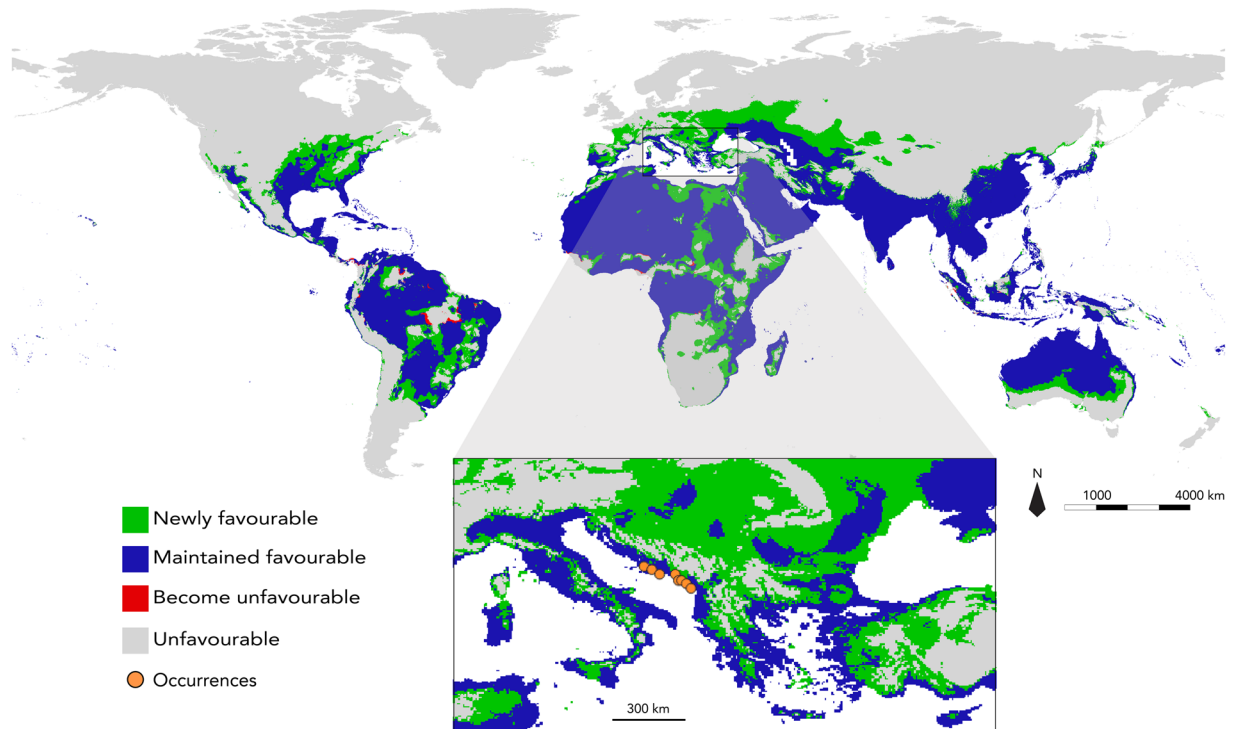 N
1000
4000 km
Newly favourable
Maintained favourable
Become unfavourable
Unfavourable
Occurrences
300 km